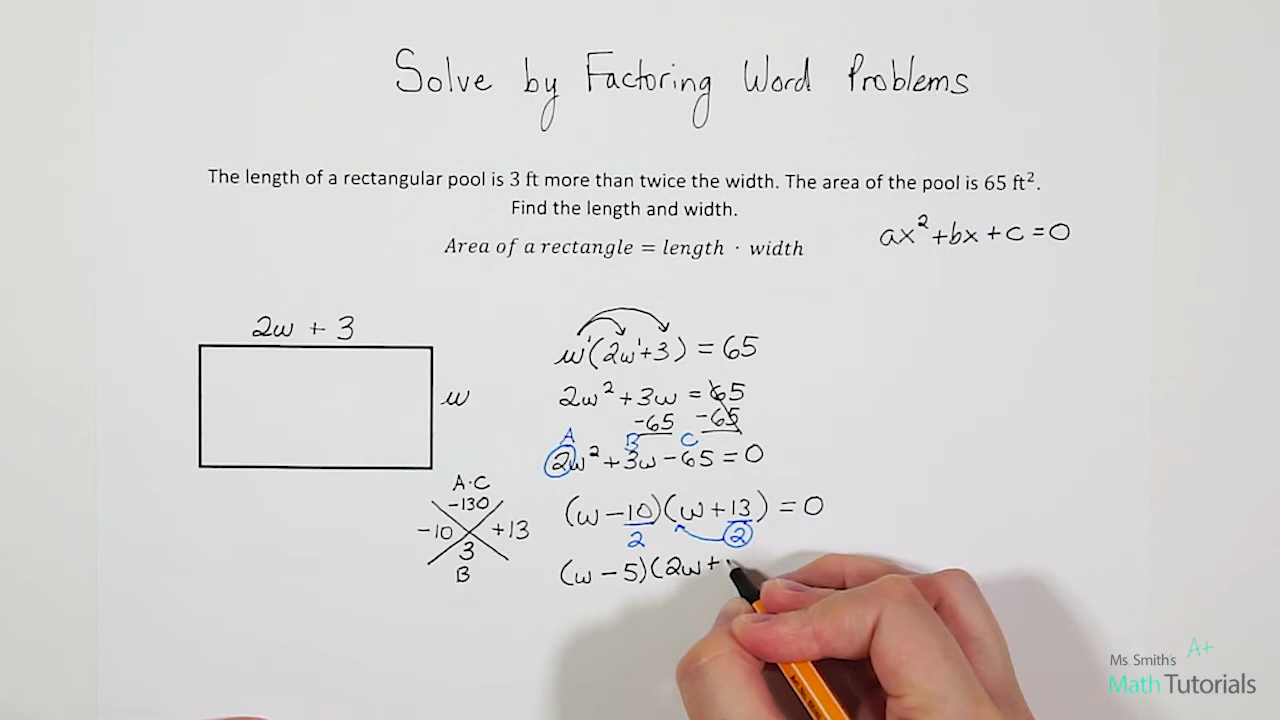 Solve by Factoring Word Problems
The length of a rectangular pool is 3 ft more than twice the width. The area of the pool is 65 ft².
Find the length and width.
Area of a rectangle = length · width
ax²+bx+c=0
2w + 3
w
w¹(2w¹+3) = 65
2w²+3w = 65
-65 -65
A B C
2w²+3w-65=0
A·C
-130
-10 +13
3
B
(w-10)(w+13)=0
2 2
(w-5)(2w+
Ms. Smith's A+
Math Tutorials